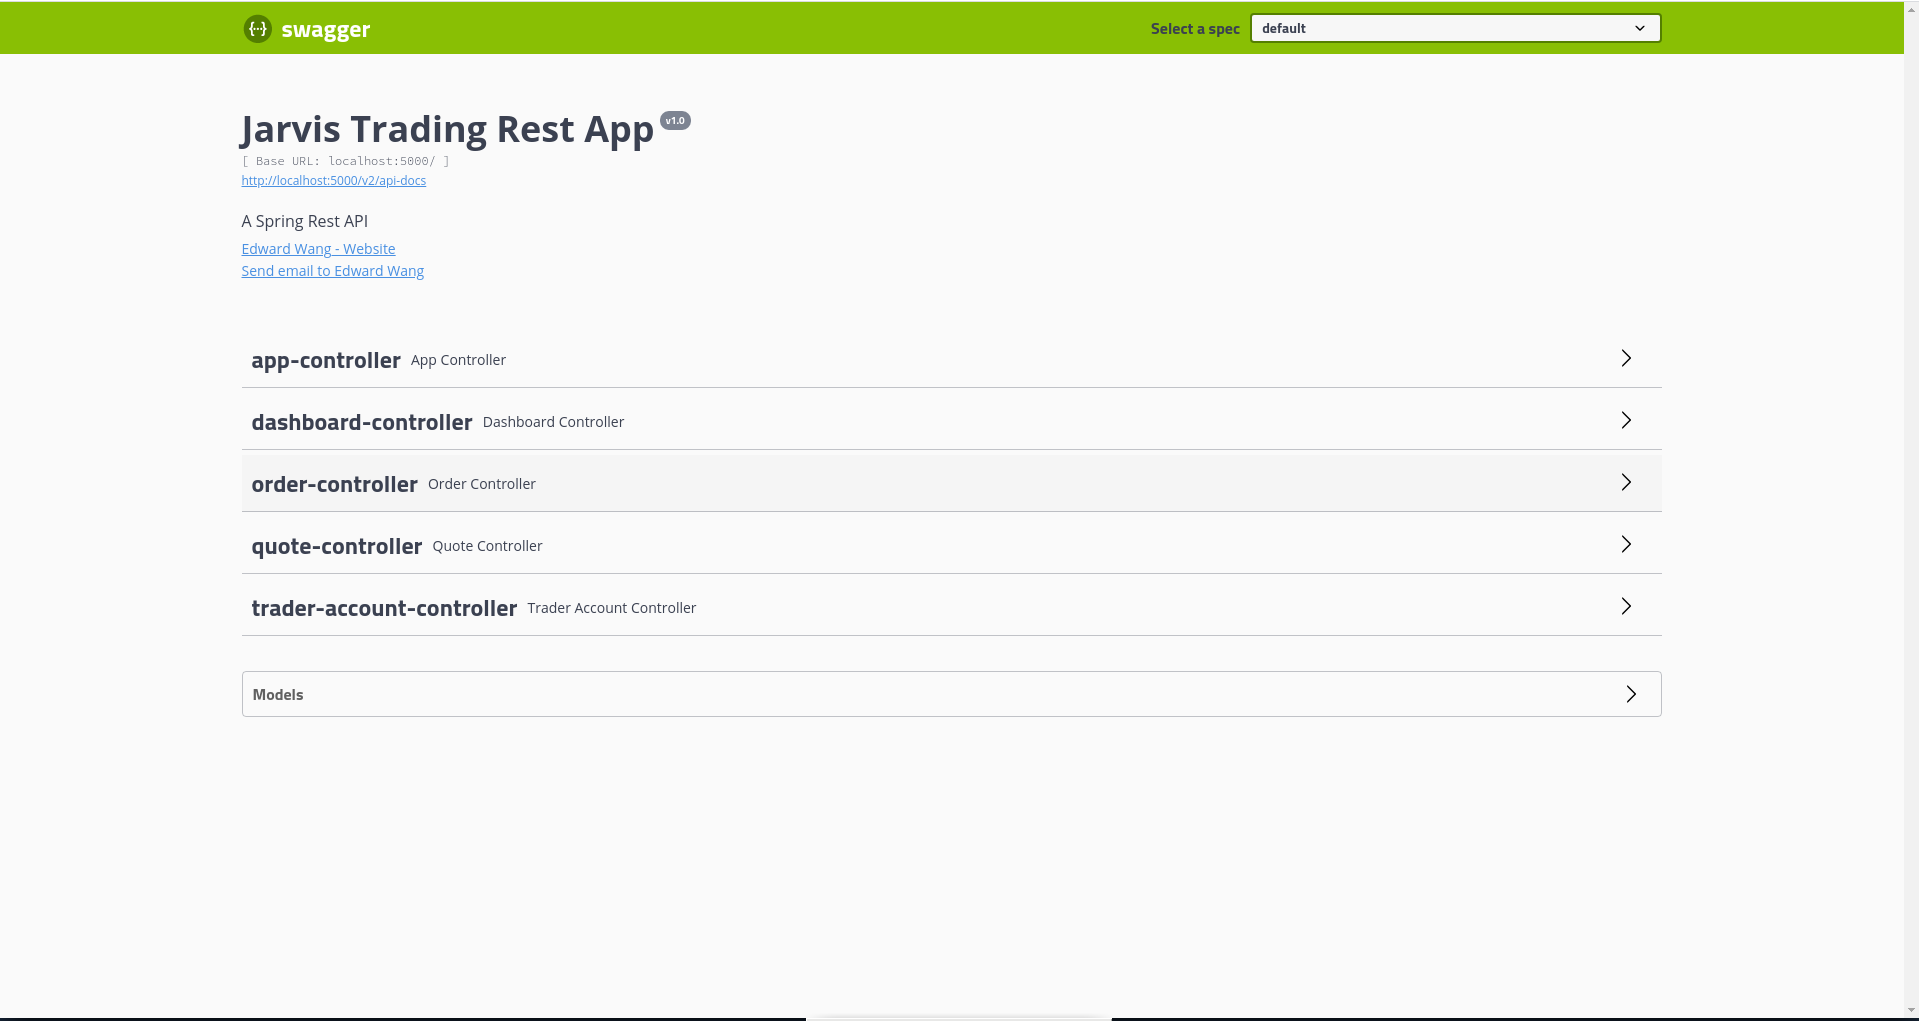 {···} swagger Select a spec default
Jarvis Trading Rest App v1.0
[ Base URL: localhost:5000/ ]
http://localhost:5000/v2/api-docs
A Spring Rest API
Edward Wang - Website
Send email to Edward Wang
app-controller App Controller
dashboard-controller Dashboard Controller
order-controller Order Controller
quote-controller Quote Controller
trader-account-controller Trader Account Controller
Models